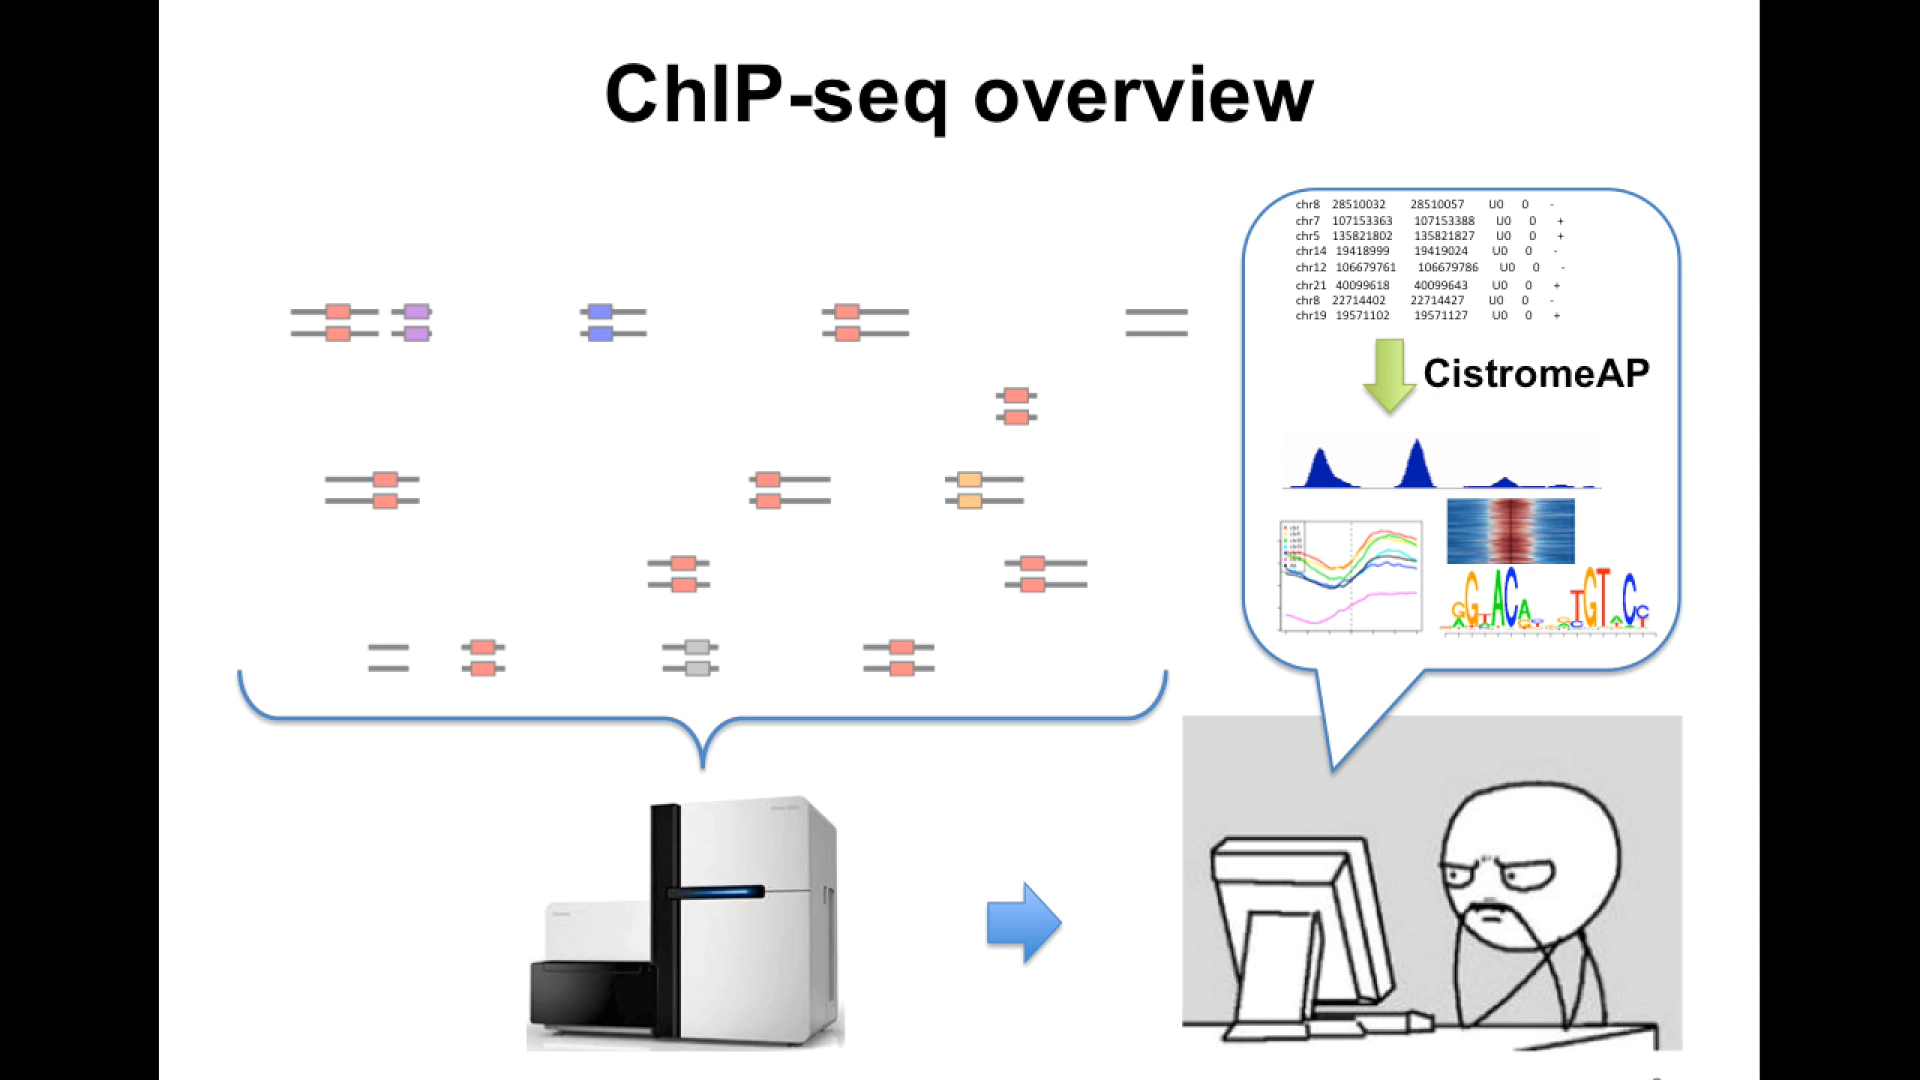 ChIP-seq overview
chr8 28510032 28510057 U0 0 -
chr7 107153363 107153388 U0 0 +
chr5 135821802 135821827 U0 0 +
chr14 19418999 19419024 U0 0 -
chr12 106679761 106679786 U0 0 -
chr21 40099618 40099643 U0 0 +
chr8 22714402 22714427 U0 0 -
chr19 19571102 19571127 U0 0 +
CistromeAP